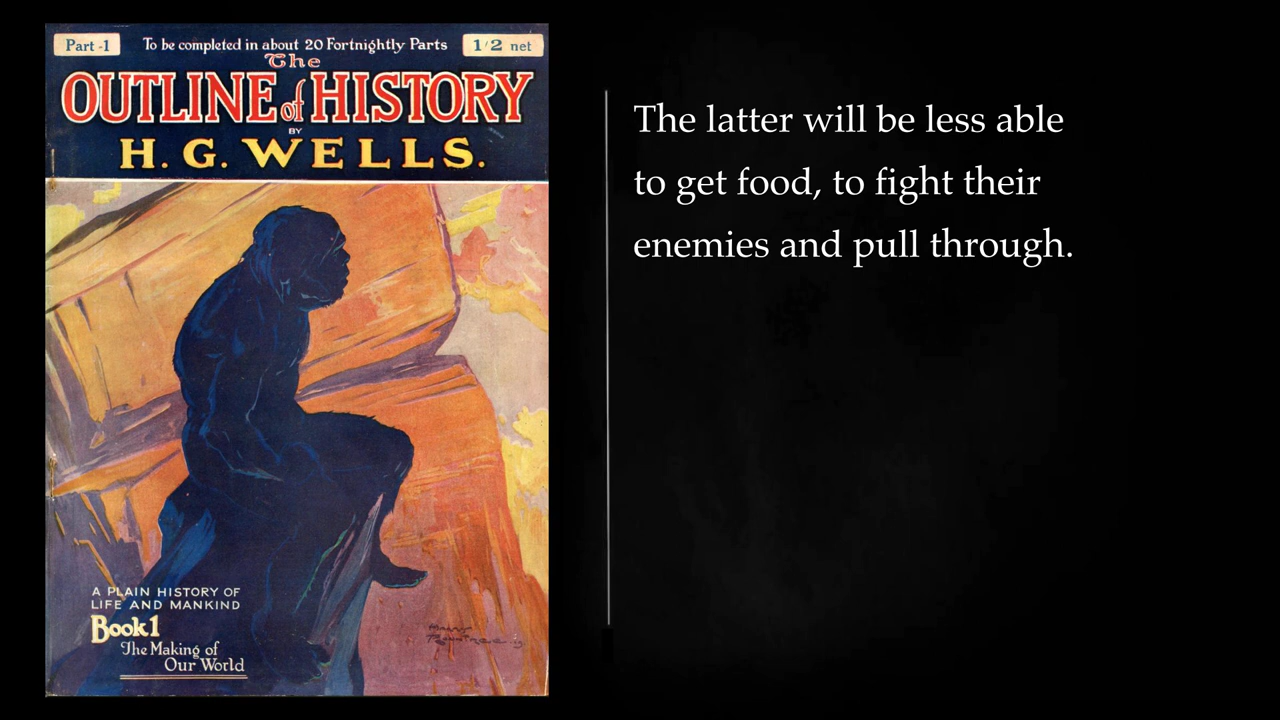 Part -1
To be completed in about 20 Fortnightly Parts
1/2 net
The
OUTLINE of HISTORY
BY
H. G. WELLS.
A PLAIN HISTORY OF
LIFE AND MANKIND
Book 1
The Making of
Our World
The latter will be less able
to get food, to fight their
enemies and pull through.